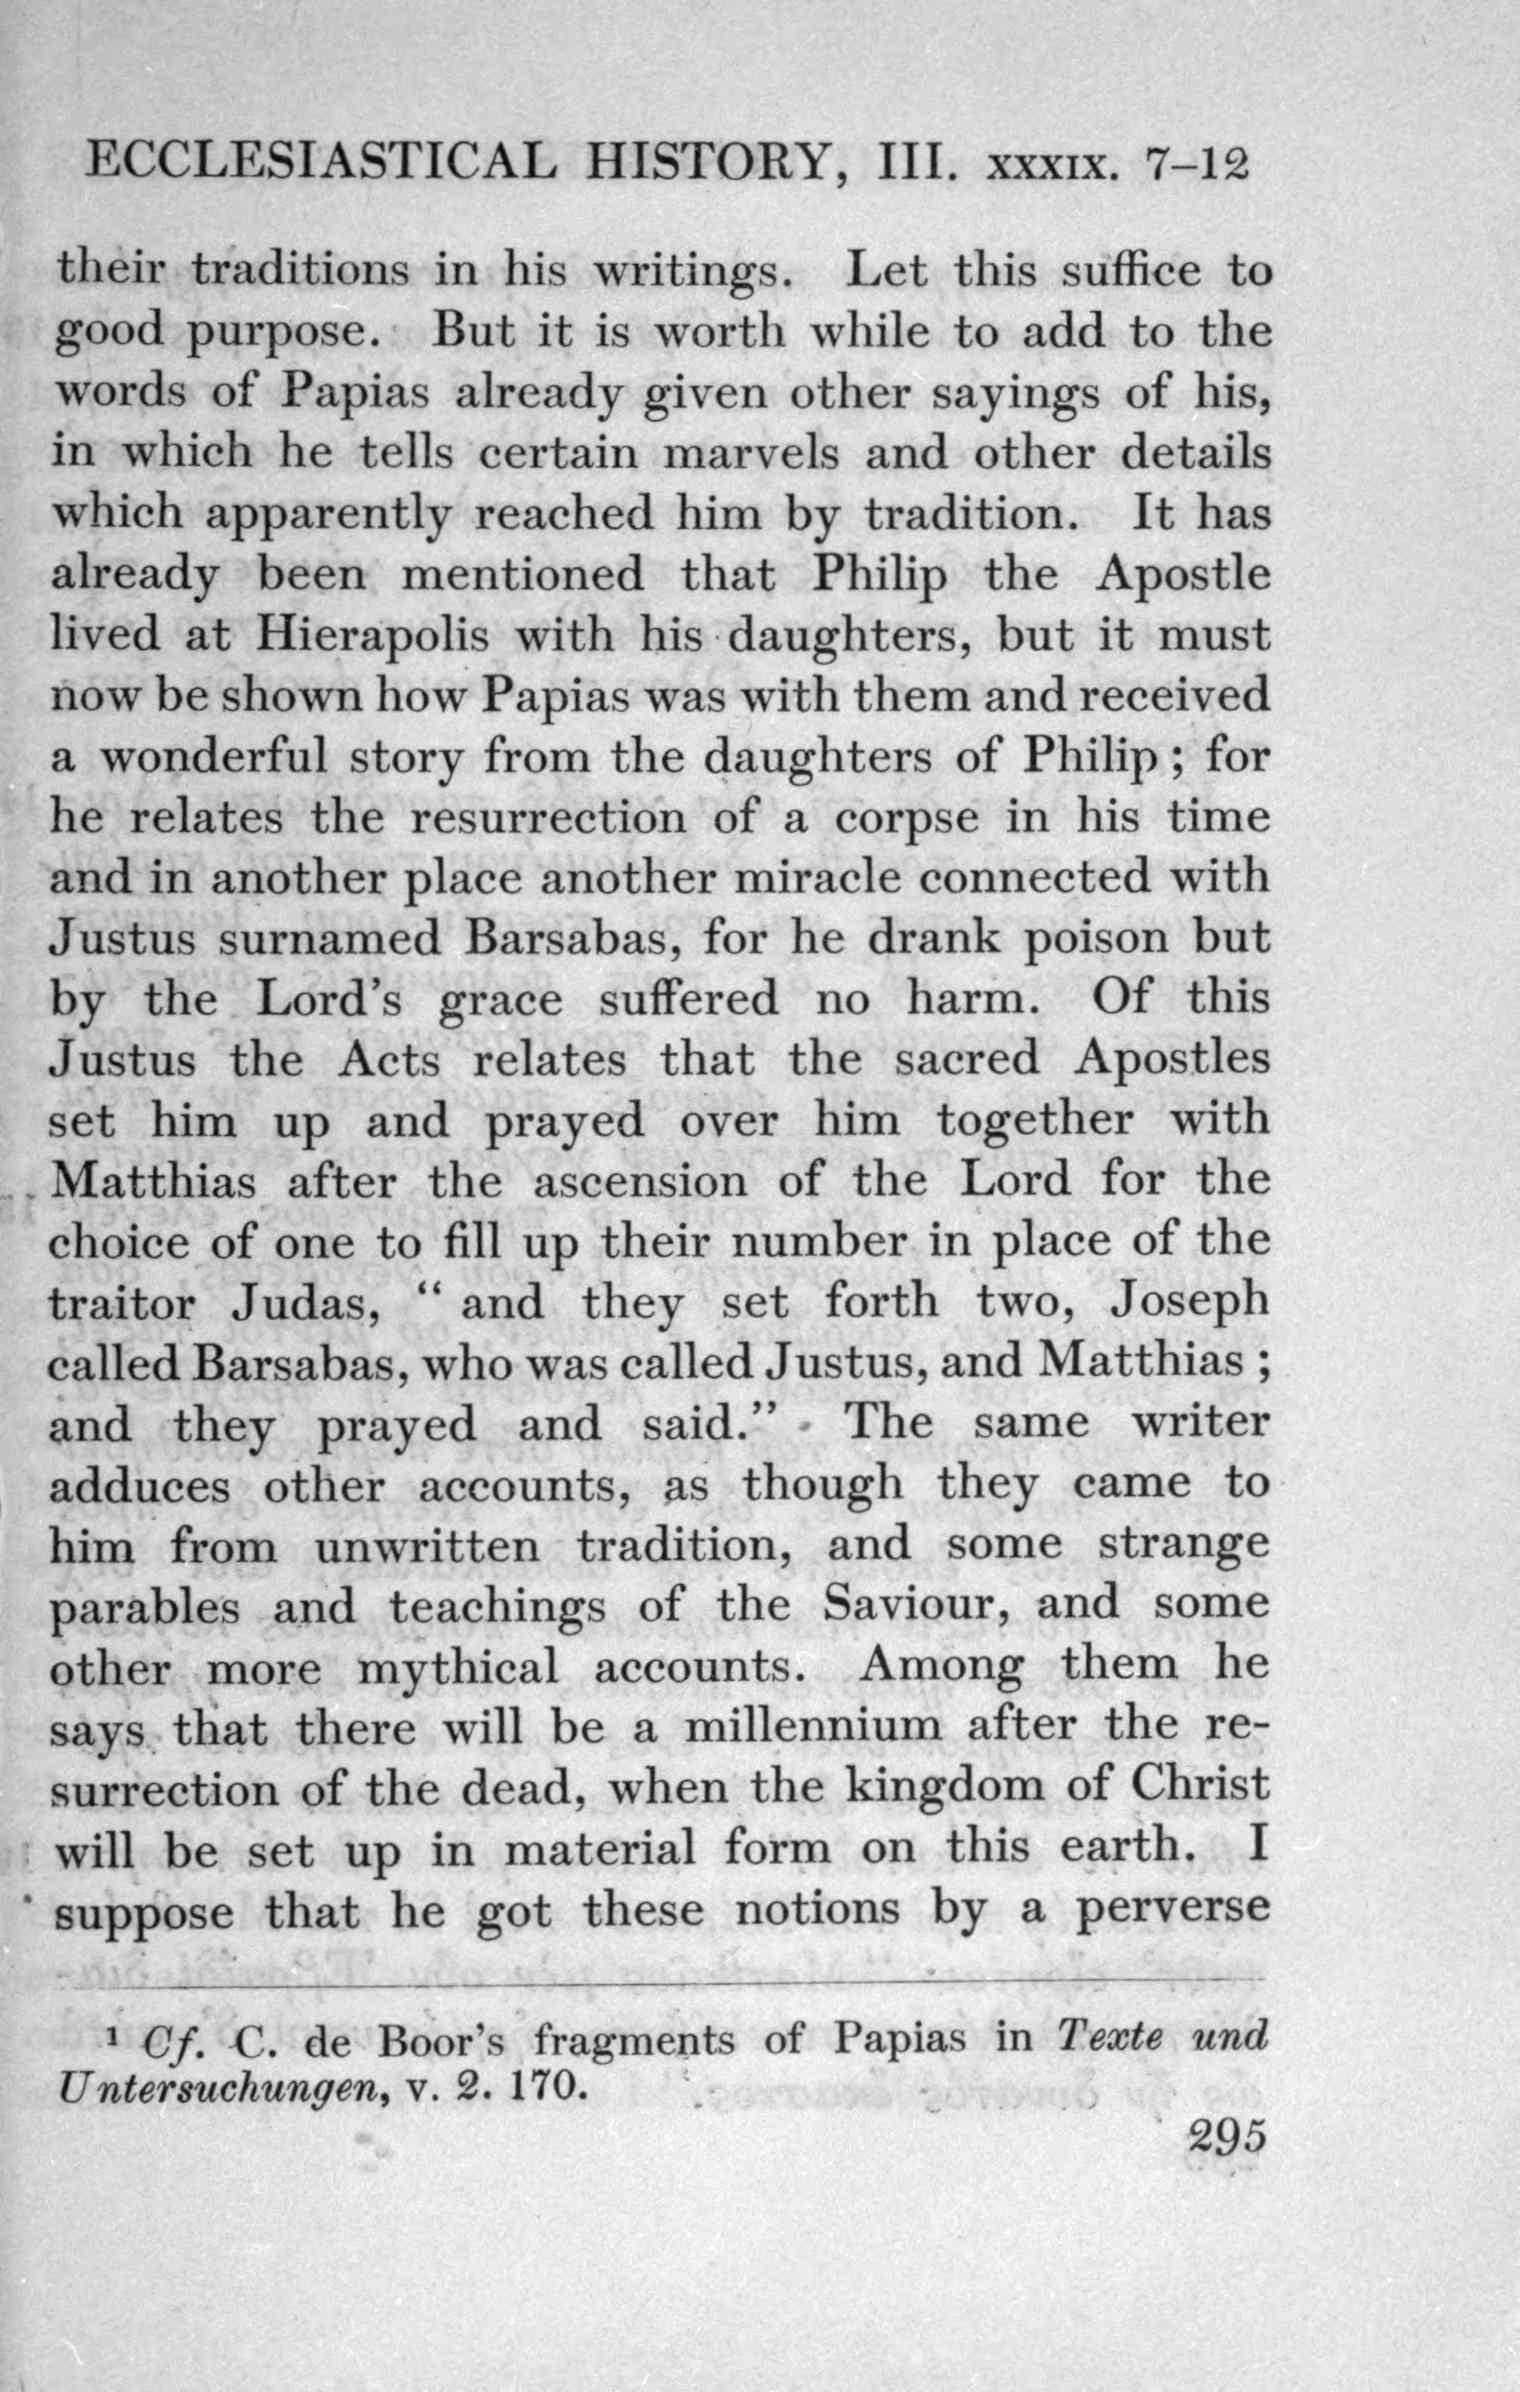 ECCLESIASTICAL HISTORY, III. XXXIX. 7–12
their traditions in his writings. Let this suffice to
good purpose. But it is worth while to add to the
words of Papias already given other sayings of his,
in which he tells certain marvels and other details
which apparently reached him by tradition. It has
already been mentioned that Philip the Apostle
lived at Hierapolis with his daughters, but it must
now be shown how Papias was with them and received
a wonderful story from the daughters of Philip ; for
he relates the resurrection of a corpse in his time
and in another place another miracle connected with
Justus surnamed Barsabas, for he drank poison but
by the Lord’s grace suffered no harm. Of this
Justus the Acts relates that the sacred Apostles
set him up and prayed over him together with
Matthias after the ascension of the Lord for the
choice of one to fill up their number in place of the
traitor Judas, “ and they set forth two, Joseph
called Barsabas, who was called Justus, and Matthias ;
and they prayed and said.” The same writer
adduces other accounts, as though they came to
him from unwritten tradition, and some strange
parables and teachings of the Saviour, and some
other more mythical accounts. Among them he
says that there will be a millennium after the re-
surrection of the dead, when the kingdom of Christ
will be set up in material form on this earth. I
suppose that he got these notions by a perverse
¹ Cf. C. de Boor’s fragments of Papias in Texte und
Untersuchungen, v. 2. 170.
295